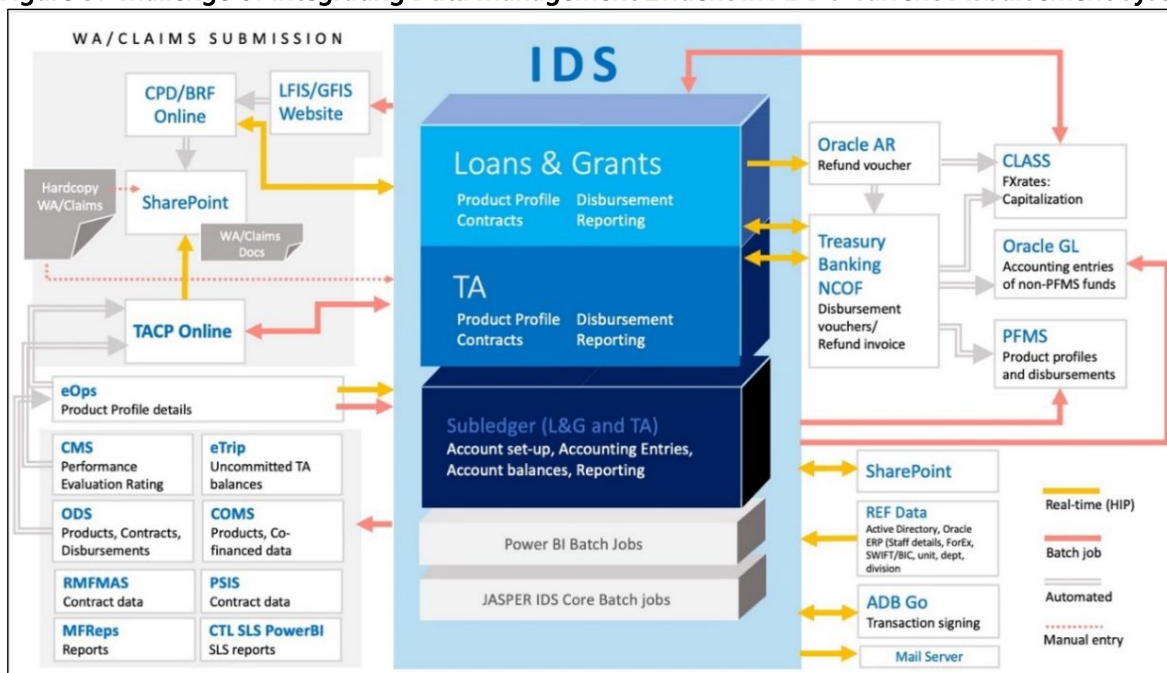 WA/CLAIMS SUBMISSION
CPD/BRF
Online
LFIS/GFIS
Website
Hardcopy
WA/Claims
SharePoint
WA/Claims
Docs
TACP Online
eOps
Product Profile details
CMS
Performance
Evaluation Rating
eTrip
Uncommitted TA
balances
ODS
Products, Contracts,
Disbursements
COMS
Products, Co-
financed data
RMFMAS
Contract data
PSIS
Contract data
MFReps
Reports
CTL SLS PowerBI
SLS reports
IDS
Loans & Grants
Product Profile Disbursement
Contracts Reporting
TA
Product Profile Disbursement
Contracts Reporting
Subledger (L&G and TA)
Account set-up, Accounting Entries,
Account balances, Reporting
Power BI Batch Jobs
JASPER IDS Core Batch jobs
Oracle AR
Refund voucher
Treasury
Banking
NCOF
Disbursement
vouchers/
Refund invoice
CLASS
FXrates:
Capitalization
Oracle GL
Accounting entries
of non-PFMS funds
PFMS
Product profiles
and disbursements
SharePoint
REF Data
Active Directory, Oracle
ERP (Staff details, ForEx,
SWIFT/BIC, unit, dept,
division
ADB Go
Transaction signing
Mail Server
Real-time (HIP)
Batch job
Automated
Manual entry